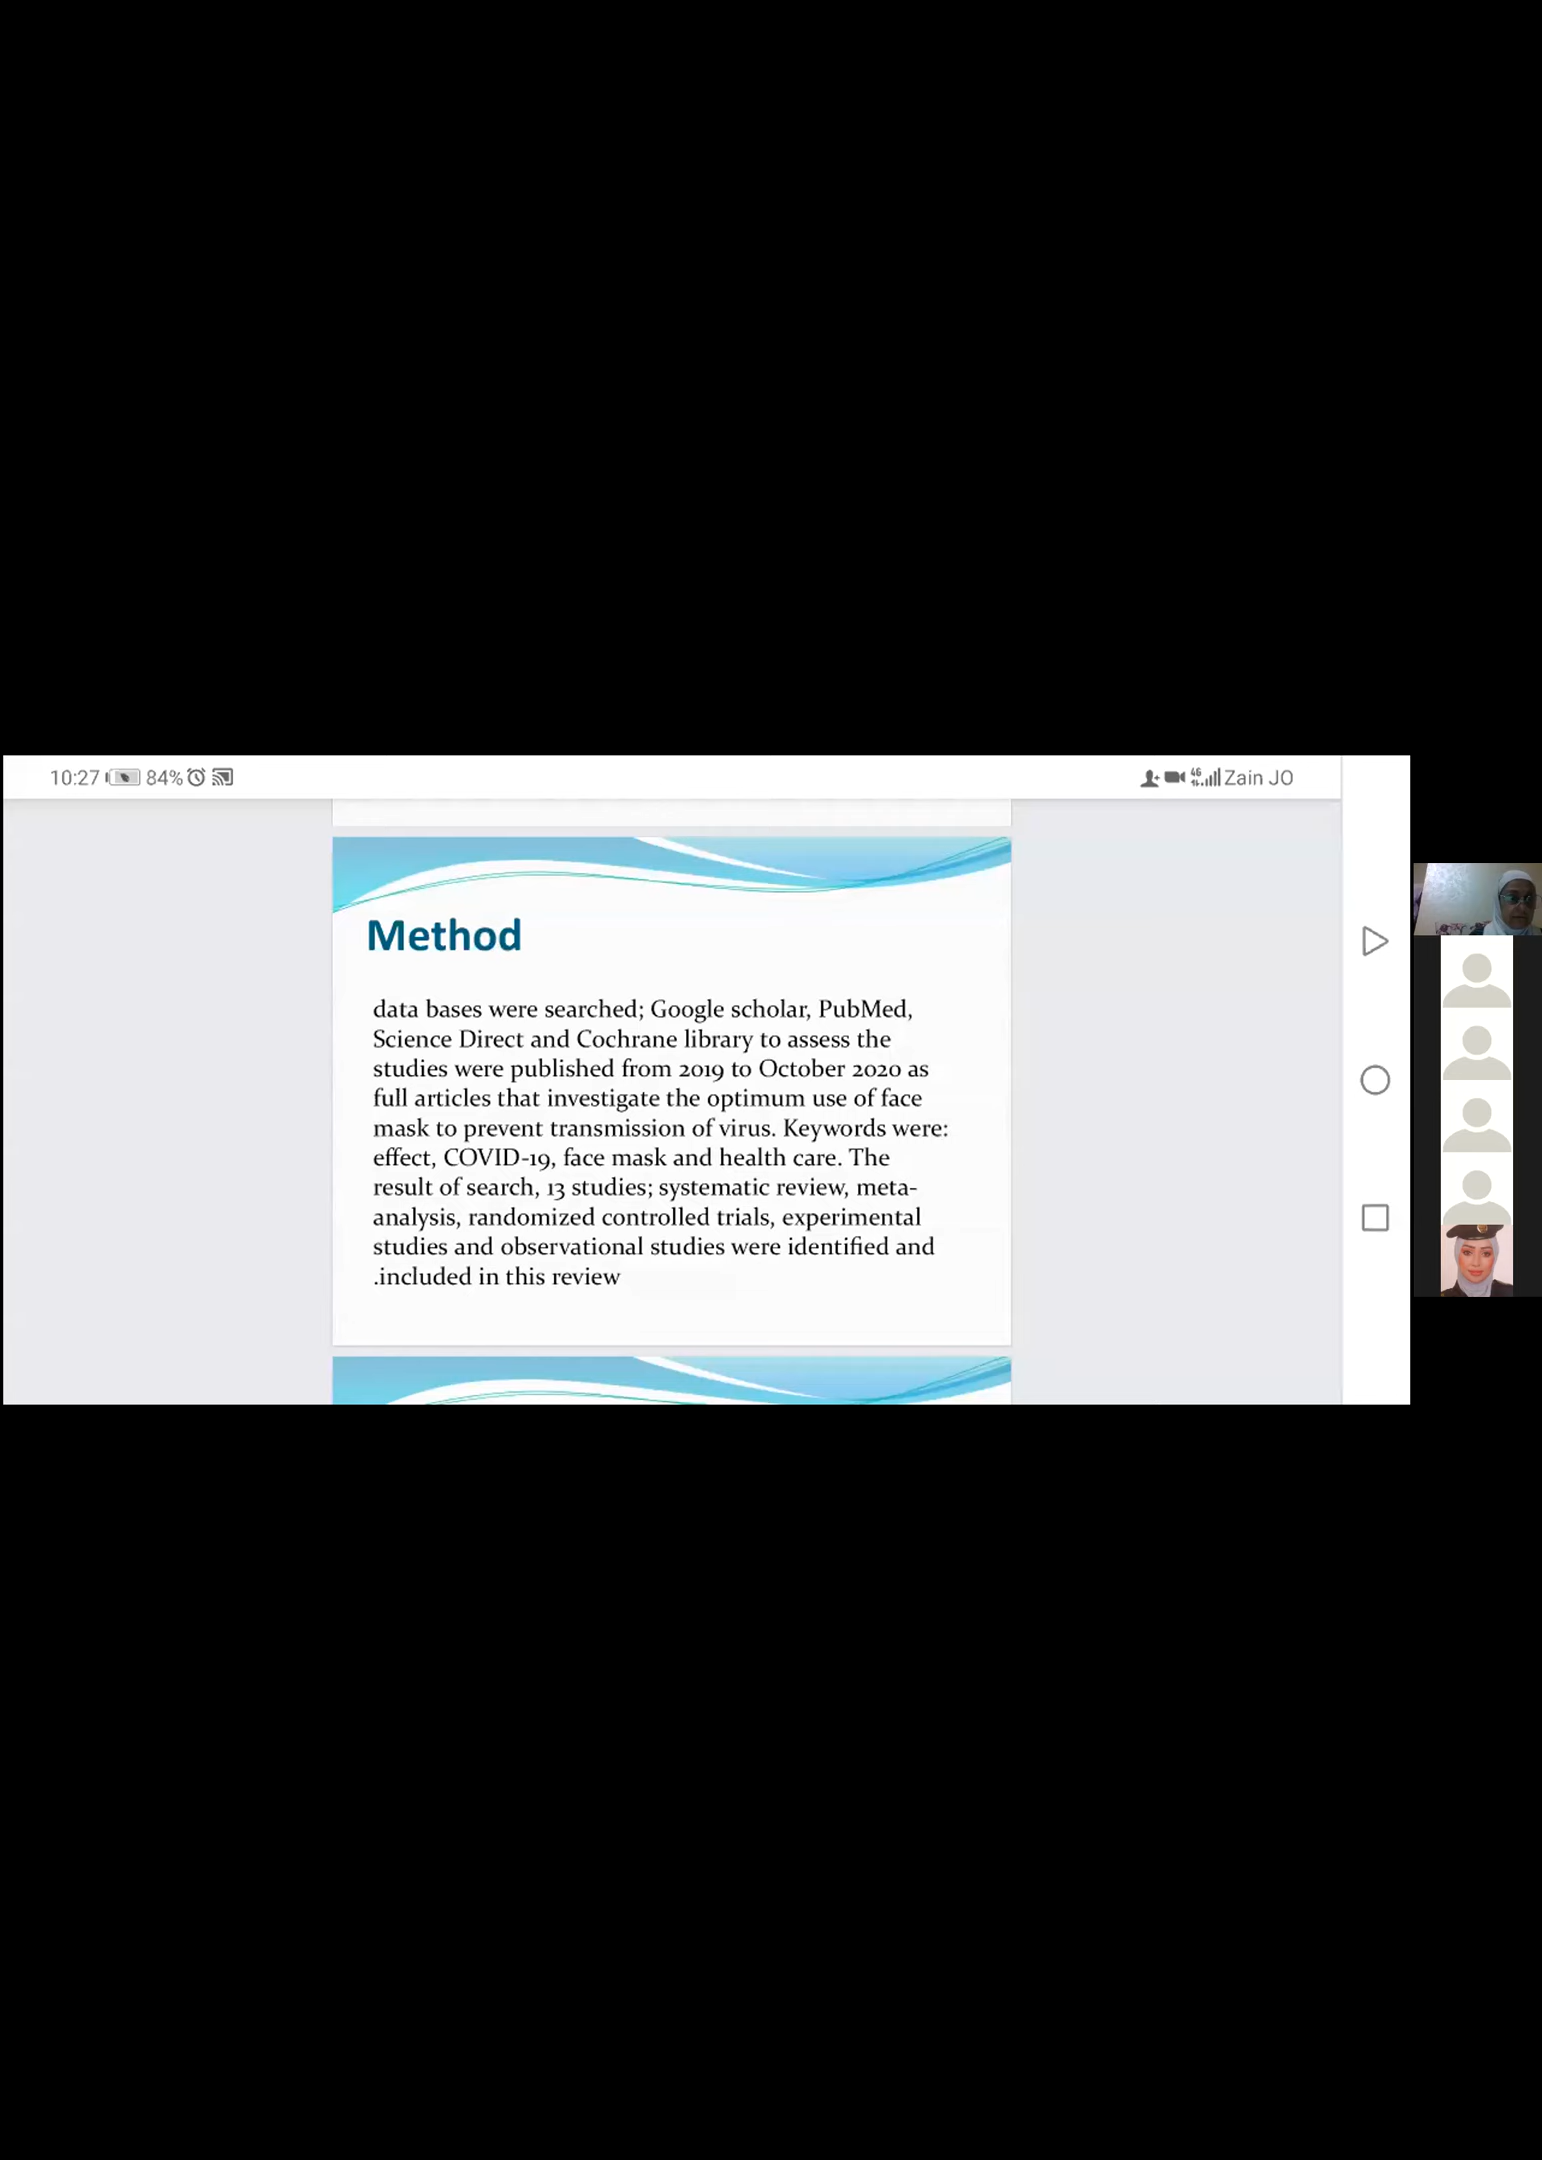 10:27 84% 4G Zain JO
Method
data bases were searched; Google scholar, PubMed,
Science Direct and Cochrane library to assess the
studies were published from 2019 to October 2020 as
full articles that investigate the optimum use of face
mask to prevent transmission of virus. Keywords were:
effect, COVID-19, face mask and health care. The
result of search, 13 studies; systematic review, meta-
analysis, randomized controlled trials, experimental
studies and observational studies were identified and
.included in this review